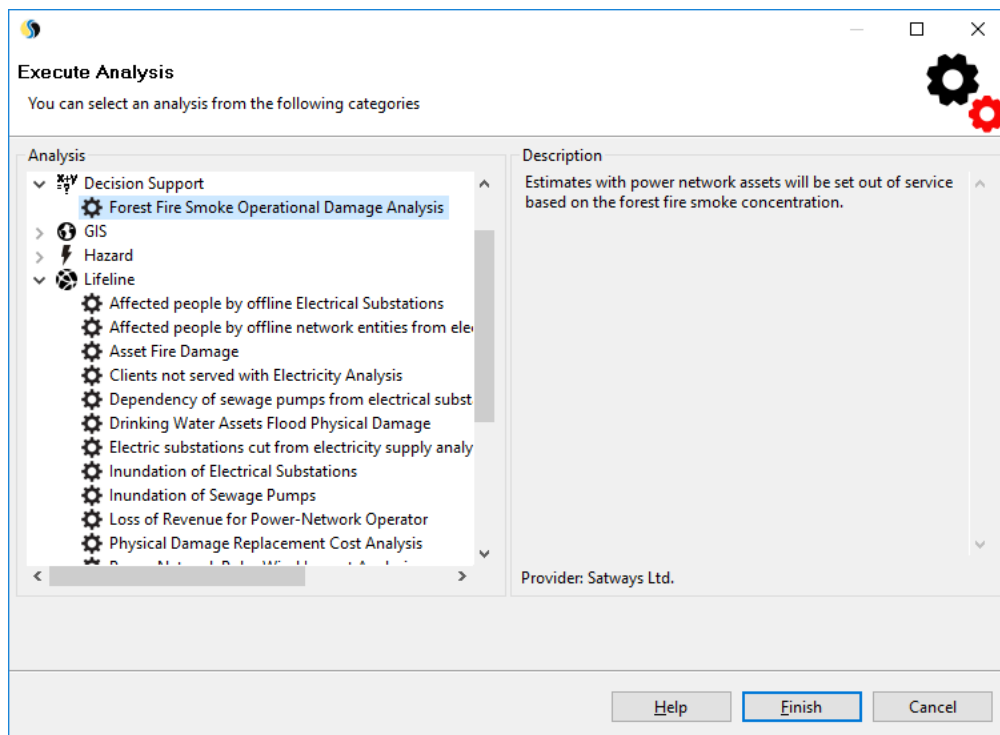 Execute Analysis
You can select an analysis from the following categories
Analysis
x+y=? Decision Support
Forest Fire Smoke Operational Damage Analysis
GIS
Hazard
Lifeline
Affected people by offline Electrical Substations
Affected people by offline network entities from ele
Asset Fire Damage
Clients not served with Electricity Analysis
Dependency of sewage pumps from electrical subst
Drinking Water Assets Flood Physical Damage
Electric substations cut from electricity supply analy
Inundation of Electrical Substations
Inundation of Sewage Pumps
Loss of Revenue for Power-Network Operator
Physical Damage Replacement Cost Analysis
Description
Estimates with power network assets will be set out of service
based on the forest fire smoke concentration.
Provider: Satways Ltd.
Help
Finish
Cancel